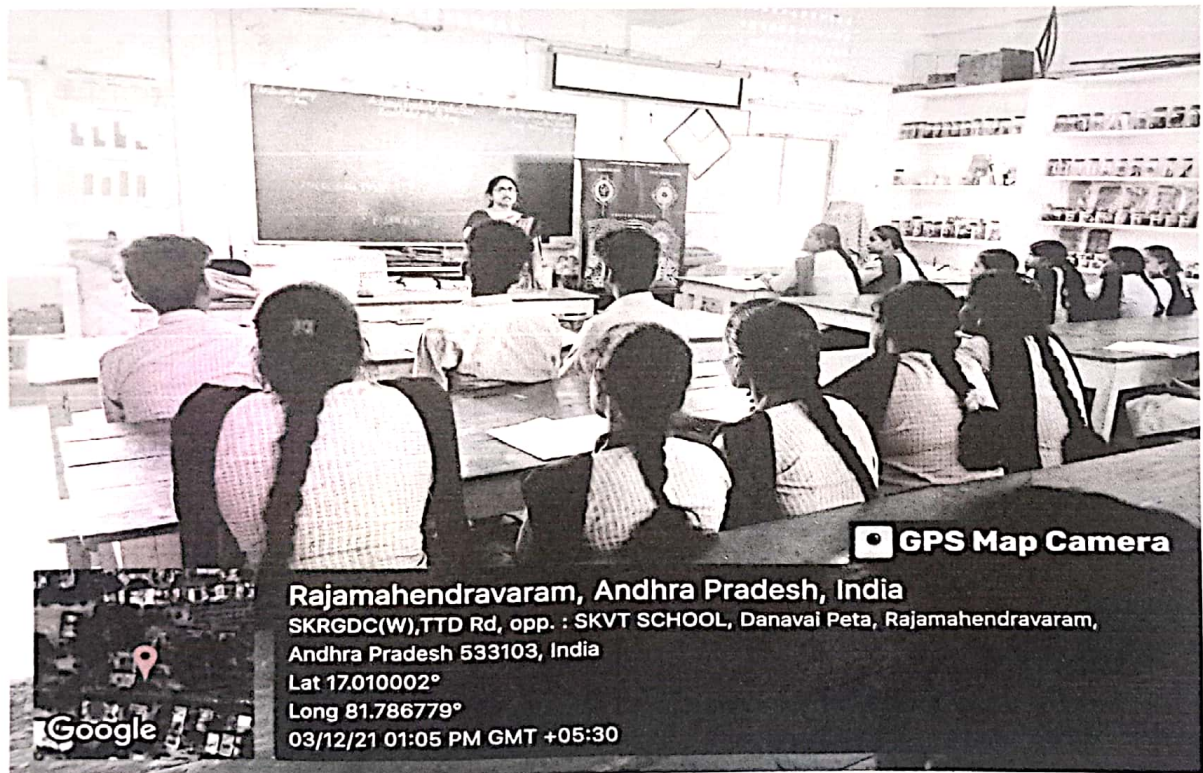 GPS Map Camera
Rajamahendravaram, Andhra Pradesh, India
SKRGDC(W),TTD Rd, opp. : SKVT SCHOOL, Danavai Peta, Rajamahendravaram,
Andhra Pradesh 533103, India
Lat 17.010002°
Long 81.786779°
03/12/21 01:05 PM GMT +05:30
Google